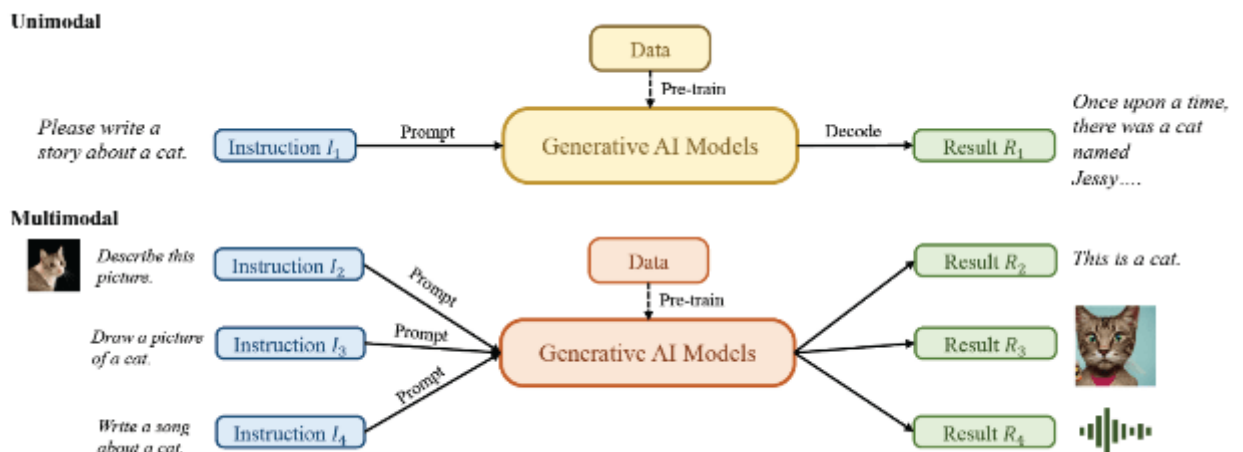 Unimodal
Data
Pre-train
Please write a
story about a cat.
Instruction I₁
Prompt
Generative AI Models
Decode
Result R₁
Once upon a time,
there was a cat
named
Jessy....
Multimodal
Describe this
picture.
Instruction I₂
Prompt
Data
Pre-train
Result R₂
This is a cat.
Draw a picture
of a cat.
Instruction I₃
Prompt
Generative AI Models
Result R₃
Write a song
about a cat.
Instruction I₄
Prompt
Result R₄